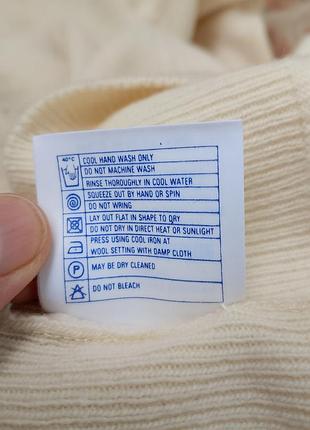 40°C
COOL HAND WASH ONLY
DO NOT MACHINE WASH
RINSE THOROUGHLY IN COOL WATER
SQUEEZE OUT BY HAND OR SPIN
DO NOT WRING
LAY OUT FLAT IN SHAPE TO DRY
DO NOT DRY IN DIRECT HEAT OR SUNLIGHT
PRESS USING COOL IRON AT
WOOL SETTING WITH DAMP CLOTH
P MAY BE DRY CLEANED
DO NOT BLEACH